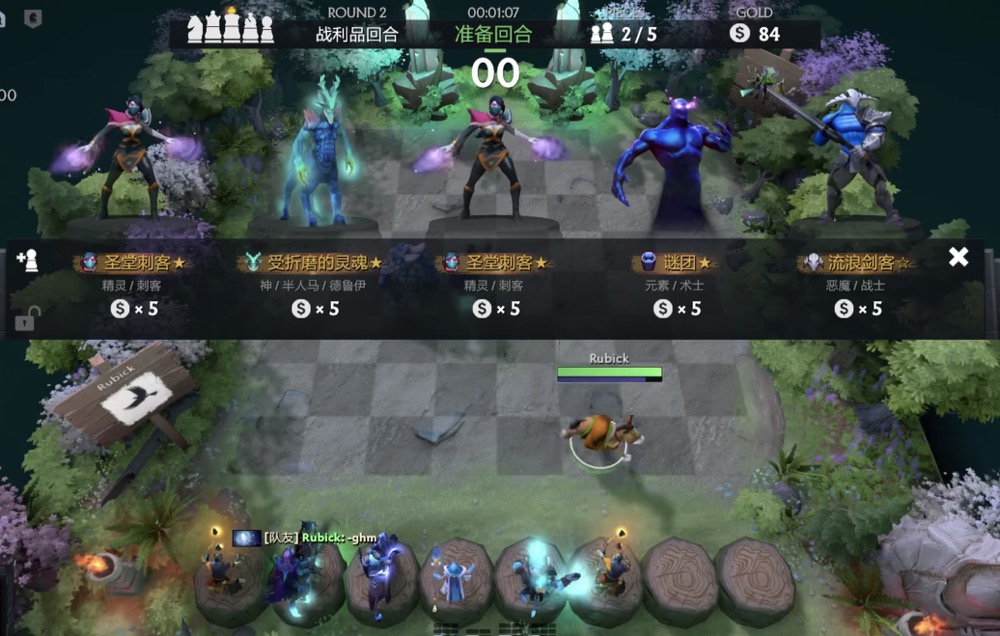 ROUND 2
战利品回合
00:01:07
准备回合
00
PIECES
2 / 5
GOLD
84
00
圣堂刺客★
精灵 / 刺客
× 5
受折磨的灵魂★
神 / 半人马 / 德鲁伊
× 5
圣堂刺客★
精灵 / 刺客
× 5
谜团★
元素 / 术士
× 5
流浪剑客☆
恶魔 / 战士
× 5
Rubick
Rubick
[队友] Rubick: -ghm